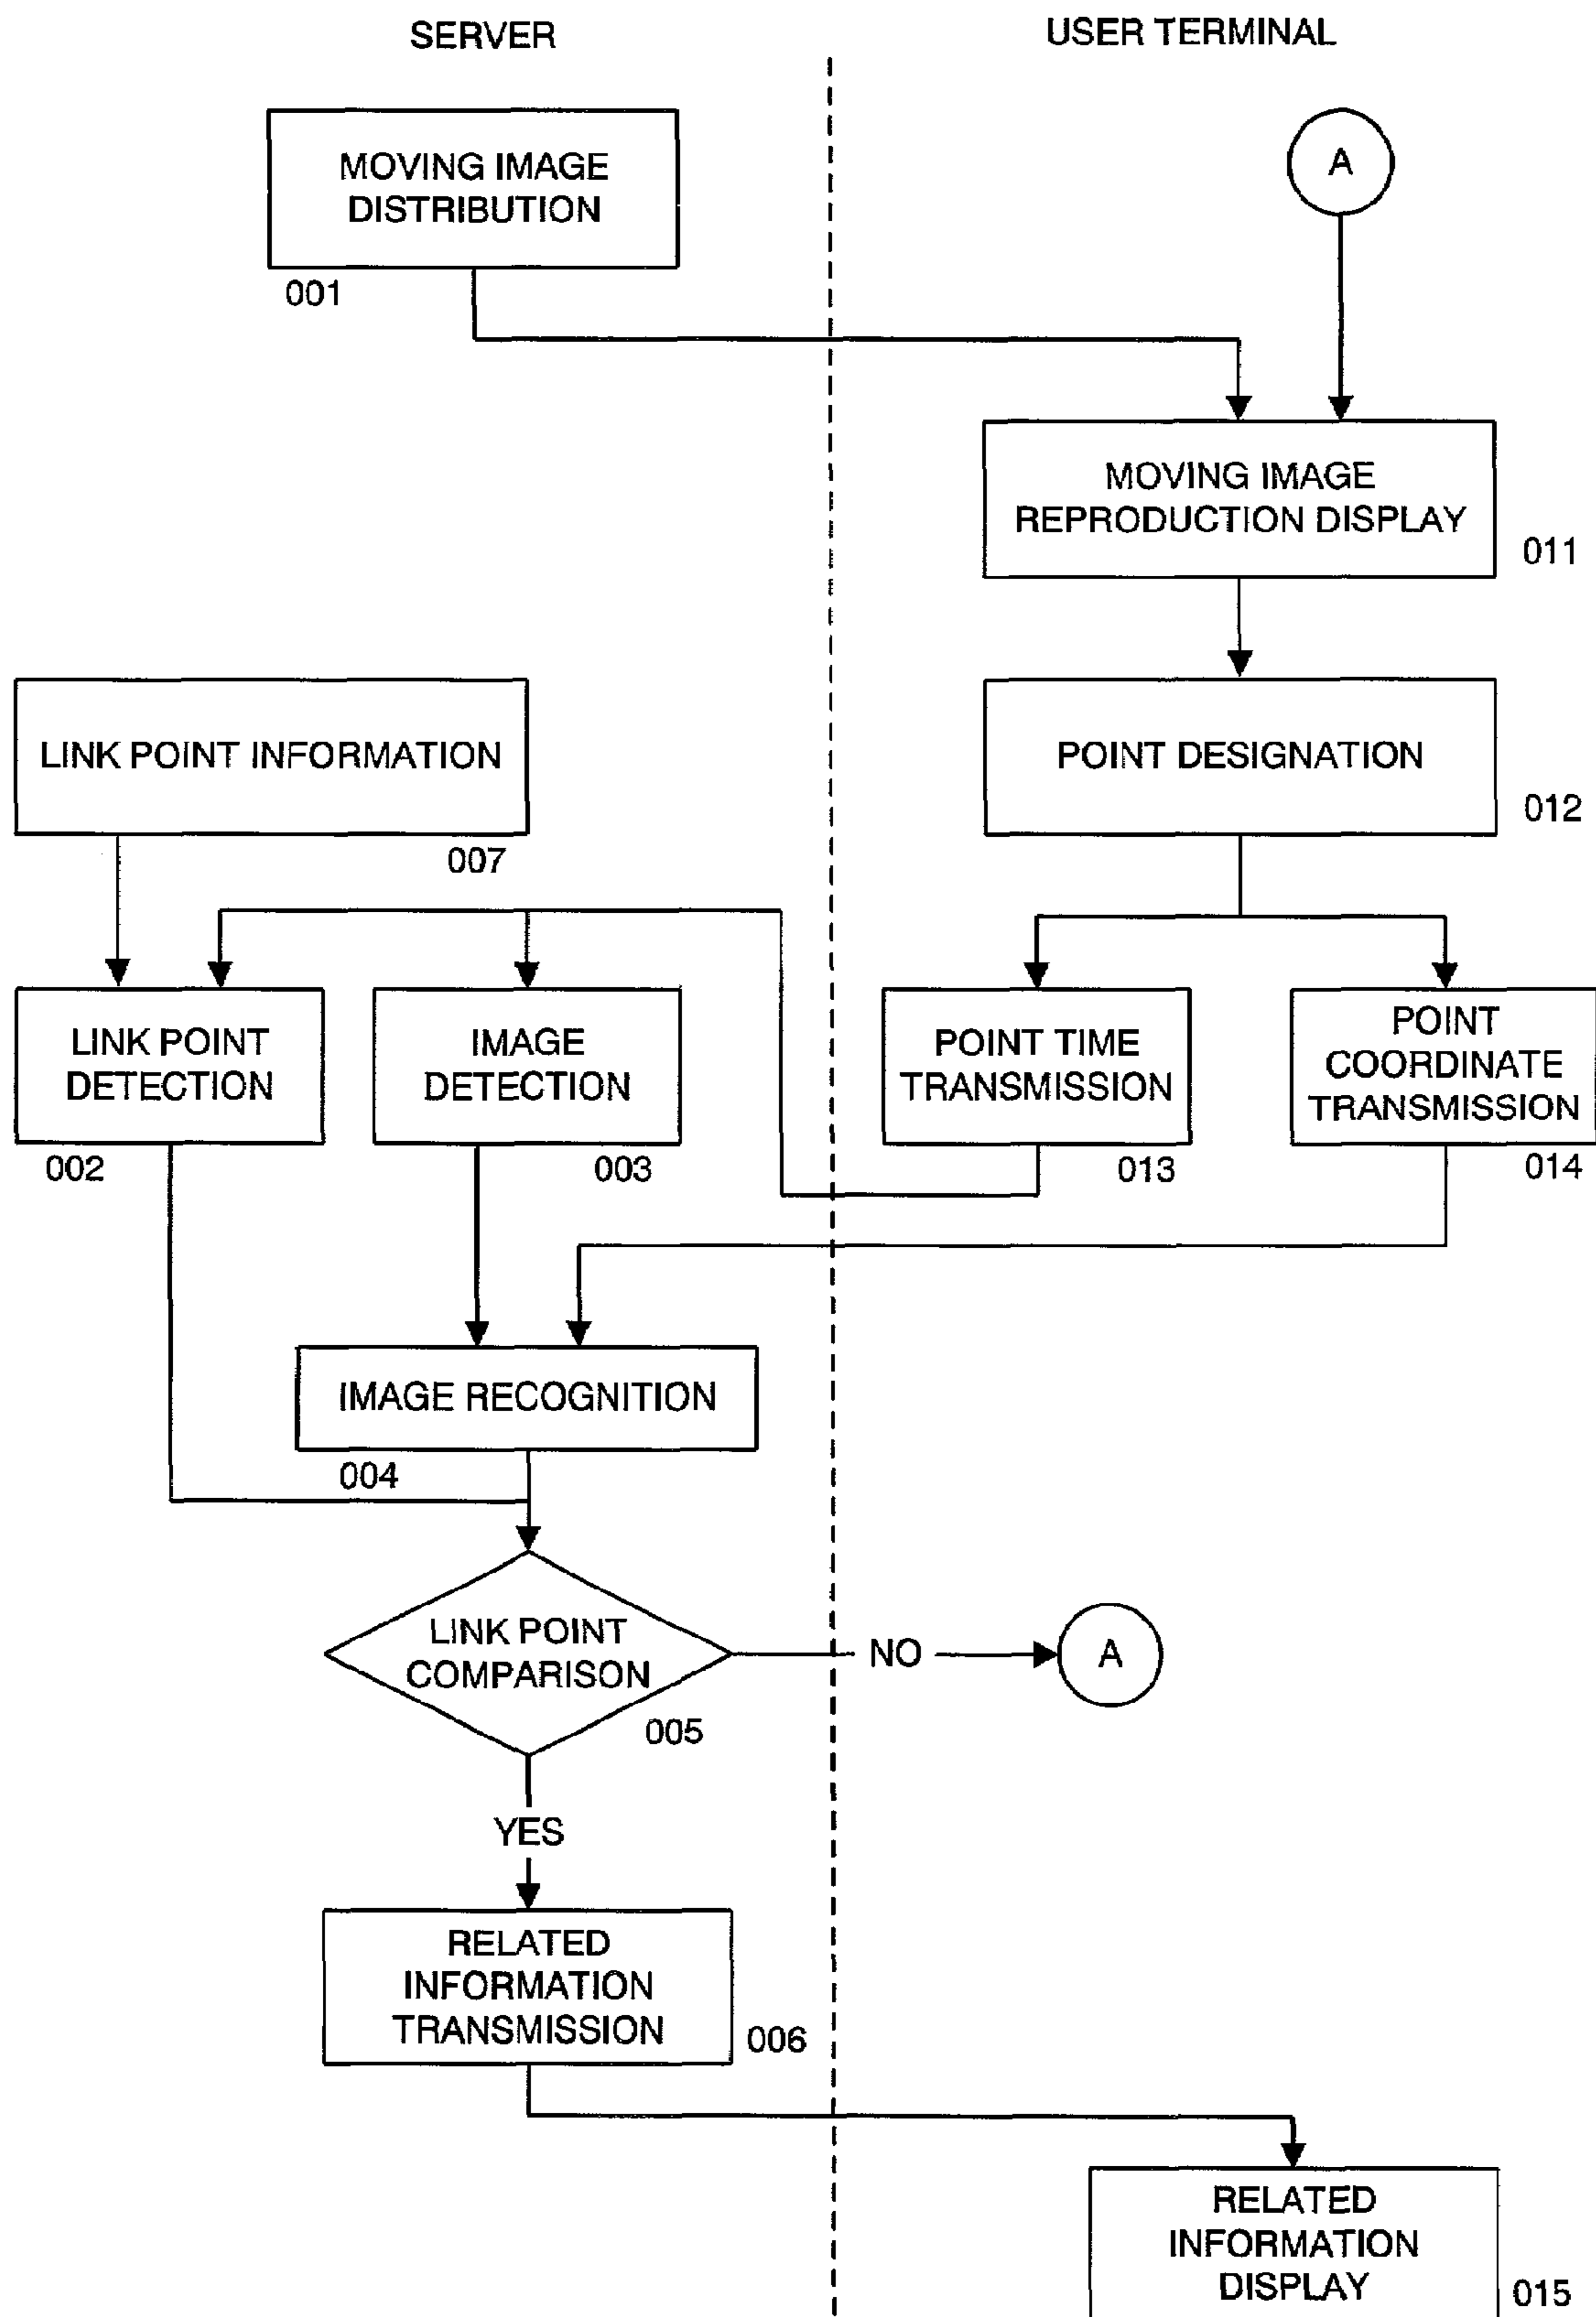 SERVER
USER TERMINAL
MOVING IMAGE
DISTRIBUTION
001
A
MOVING IMAGE
REPRODUCTION DISPLAY
011
LINK POINT INFORMATION
007
POINT DESIGNATION
012
LINK POINT
DETECTION
002
IMAGE
DETECTION
003
POINT TIME
TRANSMISSION
013
POINT
COORDINATE
TRANSMISSION
014
IMAGE RECOGNITION
004
LINK POINT
COMPARISON
005
NO
A
YES
RELATED
INFORMATION
TRANSMISSION
006
RELATED
INFORMATION
DISPLAY
015